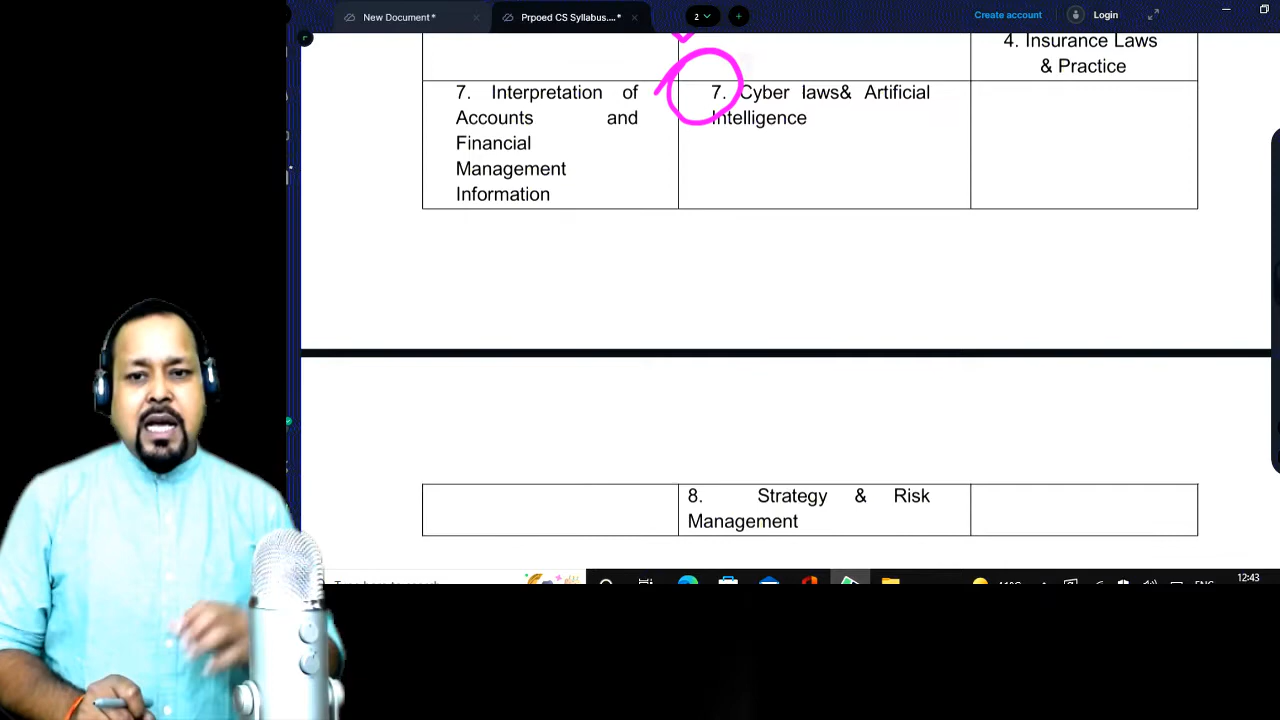 New Document*
Prpoed CS Syllabus....*
2
Create account
Login
4. Insurance Laws
& Practice
7. Interpretation of
Accounts and
Financial
Management
Information
7. Cyber laws& Artificial
Intelligence
8. Strategy & Risk
Management
12:43